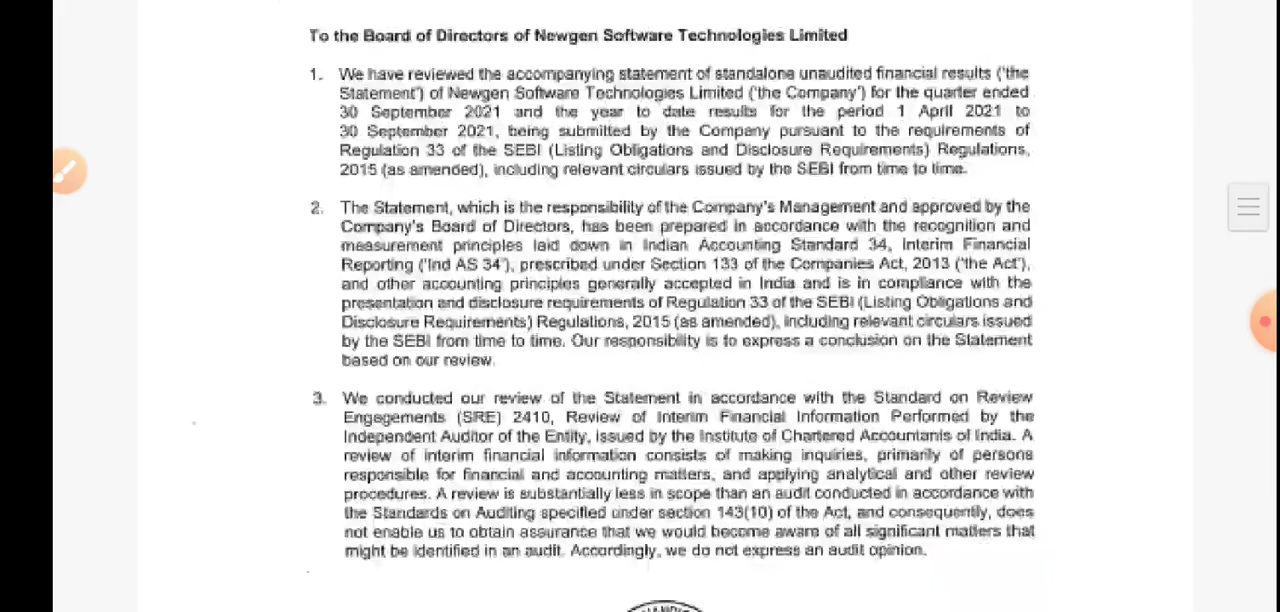 To the Board of Directors of Newgen Software Technologies Limited
1. We have reviewed the accompanying statement of standalone unaudited financial results ('the
Statement') of Newgen Software Technologies Limited ('the Company') for the quarter ended
30 September 2021 and the year to date results for the period 1 April 2021 to
30 September 2021, being submitted by the Company pursuant to the requirements of
Regulation 33 of the SEBI (Listing Obligations and Disclosure Requirements) Regulations,
2015 (as amended), including relevant circulars issued by the SEBI from time to time.
2. The Statement, which is the responsibility of the Company's Management and approved by the
Company's Board of Directors, has been prepared in accordance with the recognition and
measurement principles laid down in Indian Accounting Standard 34, Interim Financial
Reporting ('Ind AS 34'), prescribed under Section 133 of the Companies Act, 2013 ('the Act'),
and other accounting principles generally accepted in India and is in compliance with the
presentation and disclosure requirements of Regulation 33 of the SEBI (Listing Obligations and
Disclosure Requirements) Regulations, 2015 (as amended), including relevant circulars issued
by the SEBI from time to time. Our responsibility is to express a conclusion on the Statement
based on our review.
3. We conducted our review of the Statement in accordance with the Standard on Review
Engagements (SRE) 2410, Review of Interim Financial Information Performed by the
Independent Auditor of the Entity, issued by the Institute of Chartered Accountants of India. A
review of interim financial information consists of making inquiries, primarily of persons
responsible for financial and accounting matters, and applying analytical and other review
procedures. A review is substantially less in scope than an audit conducted in accordance with
the Standards on Auditing specified under section 143(10) of the Act, and consequently, does
not enable us to obtain assurance that we would become aware of all significant matters that
might be identified in an audit. Accordingly, we do not express an audit opinion.